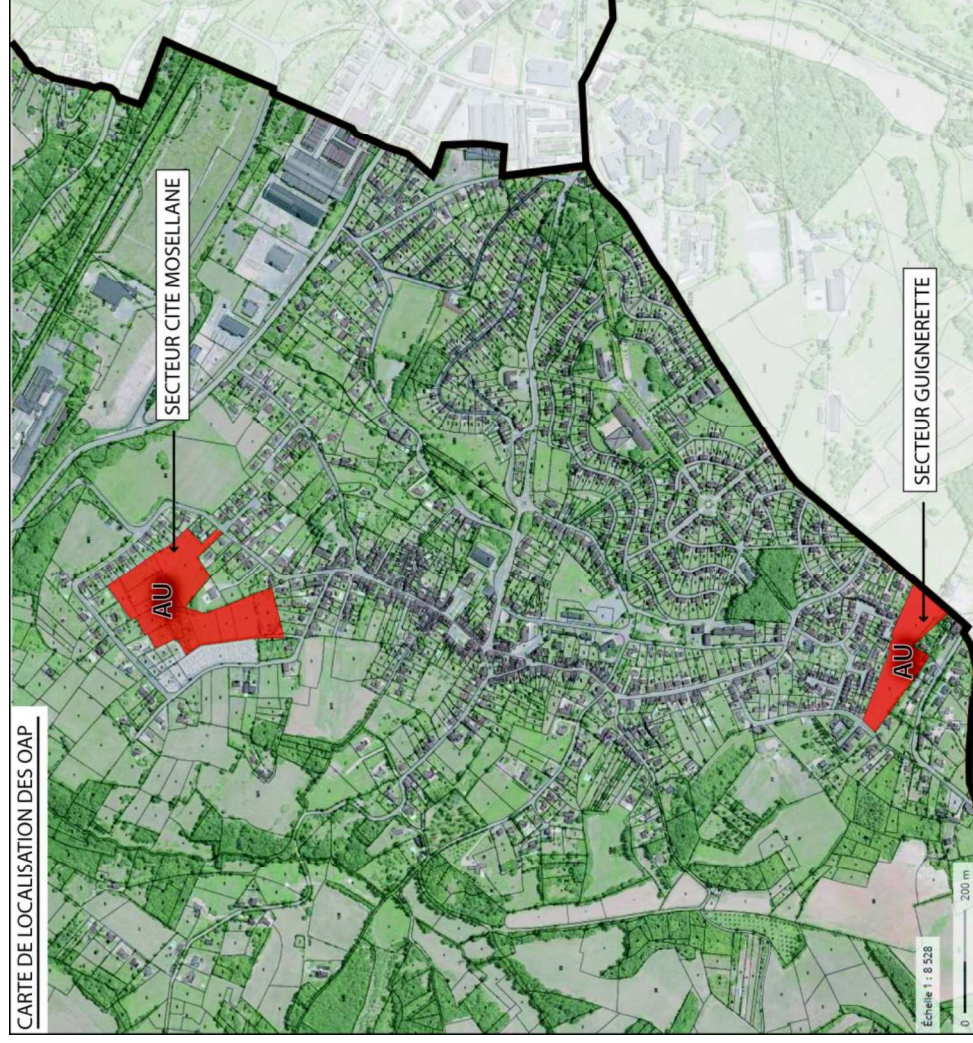 CARTE DE LOCALISATION DES OAP
SECTEUR CITE MOSELLANE
AU
SECTEUR GUIGNERETTE
AU
Échelle 1 : 8 528
0 200 m